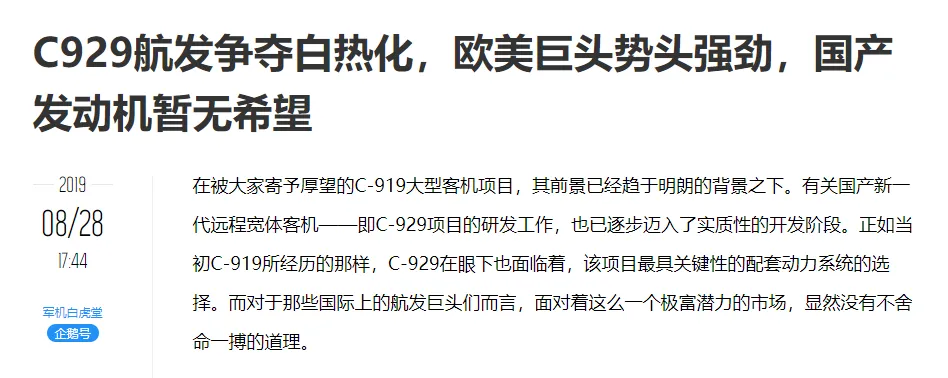 C929航发争夺白热化，欧美巨头势头强劲，国产
发动机暂无希望
2019
08/28
17:44
军机白虎堂
企鹅号
在被大家寄予厚望的C-919大型客机项目，其前景已经趋于明朗的背景之下。有关国产新一
代远程宽体客机——即C-929项目的研发工作，也已逐步迈入了实质性的开发阶段。正如当
初C-919所经历的那样，C-929在眼下也面临着，该项目最具关键性的配套动力系统的选
择。而对于那些国际上的航发巨头们而言，面对着这么一个极富潜力的市场，显然没有不舍
命一搏的道理。